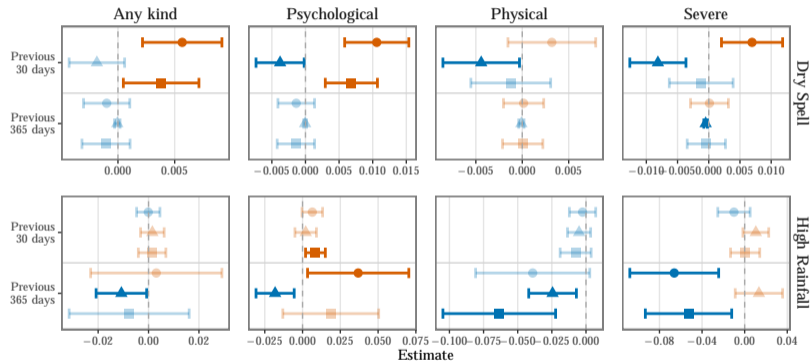 Any kind
Psychological
Physical
Severe
Previous
30 days
Previous
365 days
Dry Spell
0.000 0.005
−0.005 0.000 0.005 0.010 0.015
−0.005 0.000 0.005
−0.010 −0.005 0.000 0.005 0.010
Previous
30 days
Previous
365 days
High Rainfall
−0.02 0.00 0.02
−0.025 0.000 0.025 0.050 0.075
−0.100 −0.075 −0.050 −0.025 0.000
−0.08 −0.04 0.00 0.04
Estimate